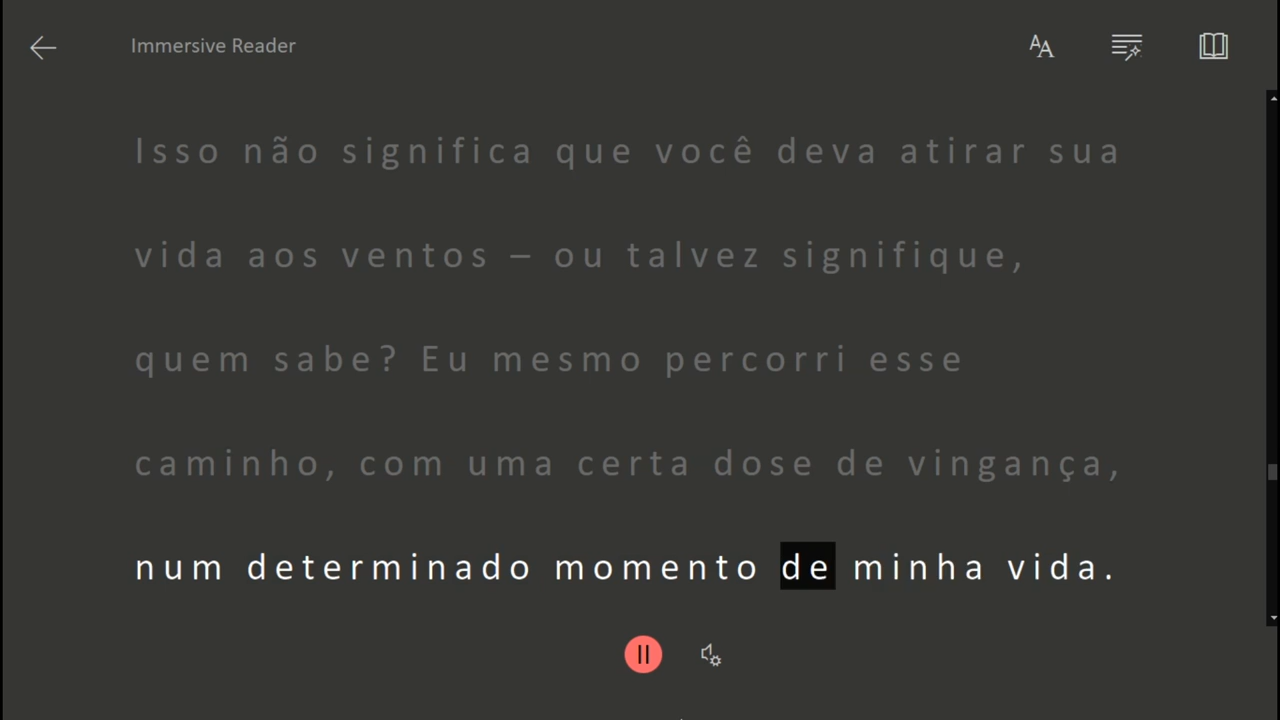 Immersive Reader
Isso não significa que você deva atirar sua
vida aos ventos – ou talvez signifique,
quem sabe? Eu mesmo percorri esse
caminho, com uma certa dose de vingança,
num determinado momento de minha vida.